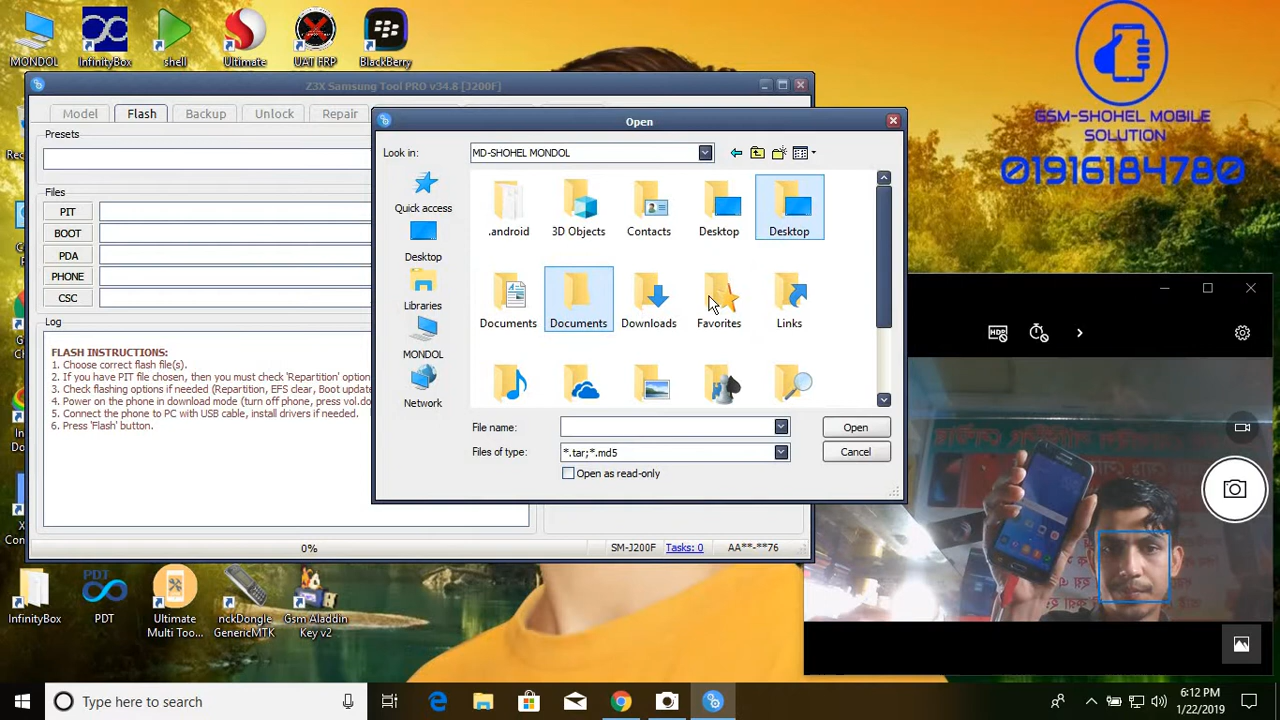 MONDOL
InfinityBox
shell
Ultimate
UAT FRP
BlackBerry
GSM-SHOHEL MOBILE
SOLUTION
01916184780
Z3X Samsung Tool PRO v34.8 [J200F]
Model
Flash
Backup
Unlock
Repair
Presets
Files
PIT
BOOT
PDA
PHONE
CSC
Log
FLASH INSTRUCTIONS:
1. Choose correct flash file(s).
2. If you have PIT file chosen, then you must check 'Repartition' option
3. Check flashing options if needed (Repartition, EFS clear, Boot update
4. Power on the phone in download mode (turn off phone, press vol.do
5. Connect the phone to PC with USB cable, install drivers if needed.
6. Press 'Flash' button.
0%
SM-J200F
Tasks: 0
AA**-**76
Open
Look in:
MD-SHOHEL MONDOL
Quick access
Desktop
Libraries
MONDOL
Network
.android
3D Objects
Contacts
Desktop
Desktop
Documents
Documents
Downloads
Favorites
Links
File name:
Open
Files of type:
*.tar;*.md5
Cancel
Open as read-only
InfinityBox
PDT
PDT
Ultimate
Multi Too...
nckDongle
GenericMTK
Gsm Aladdin
Key v2
Type here to search
6:12 PM
1/22/2019